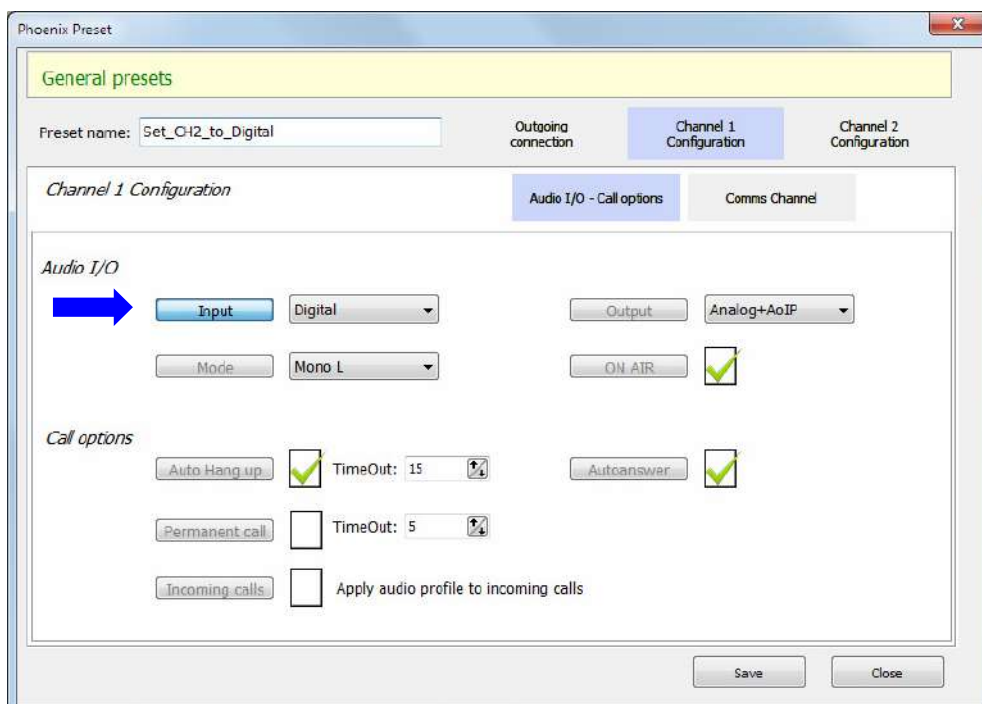 Phoenix Preset
General presets
Preset name: Set_CH2_to_Digital
Outgoing
connection
Channel 1
Configuration
Channel 2
Configuration
Channel 1 Configuration
Audio I/O - Call options
Comms Channel
Audio I/O
Input Digital Output Analog+AoIP
Mode Mono L ON AIR
Call options
Auto Hang up TimeOut: 15 Autoanswer
Permanent call TimeOut: 5
Incoming calls Apply audio profile to incoming calls
Save Close